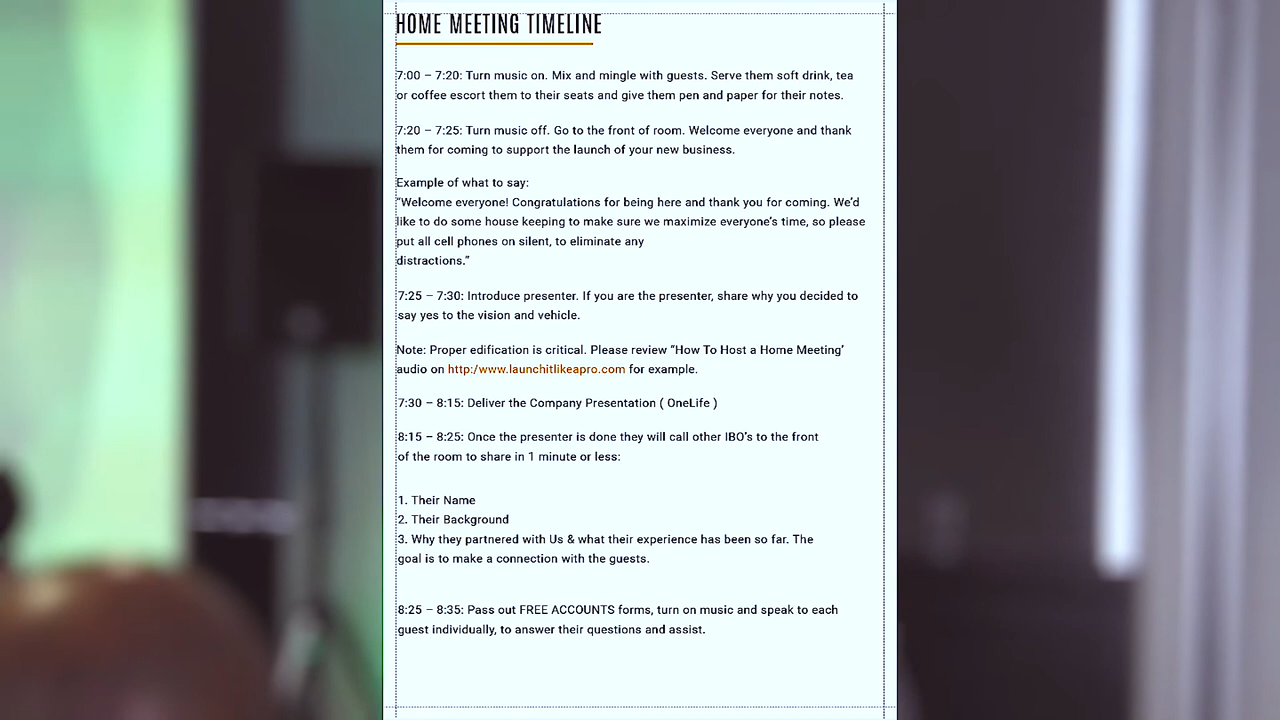 HOME MEETING TIMELINE
7:00 – 7:20: Turn music on. Mix and mingle with guests. Serve them soft drink, tea
or coffee escort them to their seats and give them pen and paper for their notes.
7:20 – 7:25: Turn music off. Go to the front of room. Welcome everyone and thank
them for coming to support the launch of your new business.
Example of what to say:
“Welcome everyone! Congratulations for being here and thank you for coming. We’d
like to do some house keeping to make sure we maximize everyone’s time, so please
put all cell phones on silent, to eliminate any
distractions.”
7:25 – 7:30: Introduce presenter. If you are the presenter, share why you decided to
say yes to the vision and vehicle.
Note: Proper edification is critical. Please review “How To Host a Home Meeting’
audio on http:/www.launchitlikeapro.com for example.
7:30 – 8:15: Deliver the Company Presentation ( OneLife )
8:15 – 8:25: Once the presenter is done they will call other IBO’s to the front
of the room to share in 1 minute or less:
1. Their Name
2. Their Background
3. Why they partnered with Us & what their experience has been so far. The
goal is to make a connection with the guests.
8:25 – 8:35: Pass out FREE ACCOUNTS forms, turn on music and speak to each
guest individually, to answer their questions and assist.